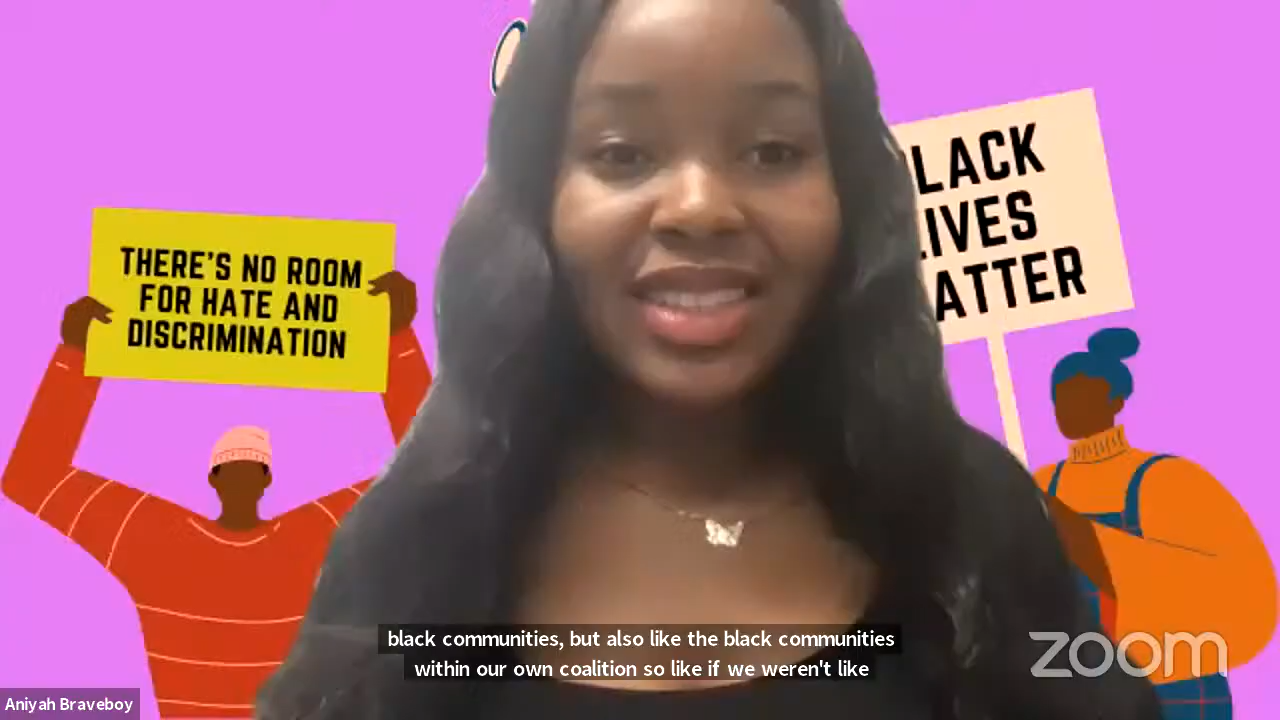 THERE'S NO ROOM
FOR HATE AND
DISCRIMINATION
LACK
IVES
ATTER
black communities, but also like the black communities
within our own coalition so like if we weren't like
zoom
Aniyah Braveboy